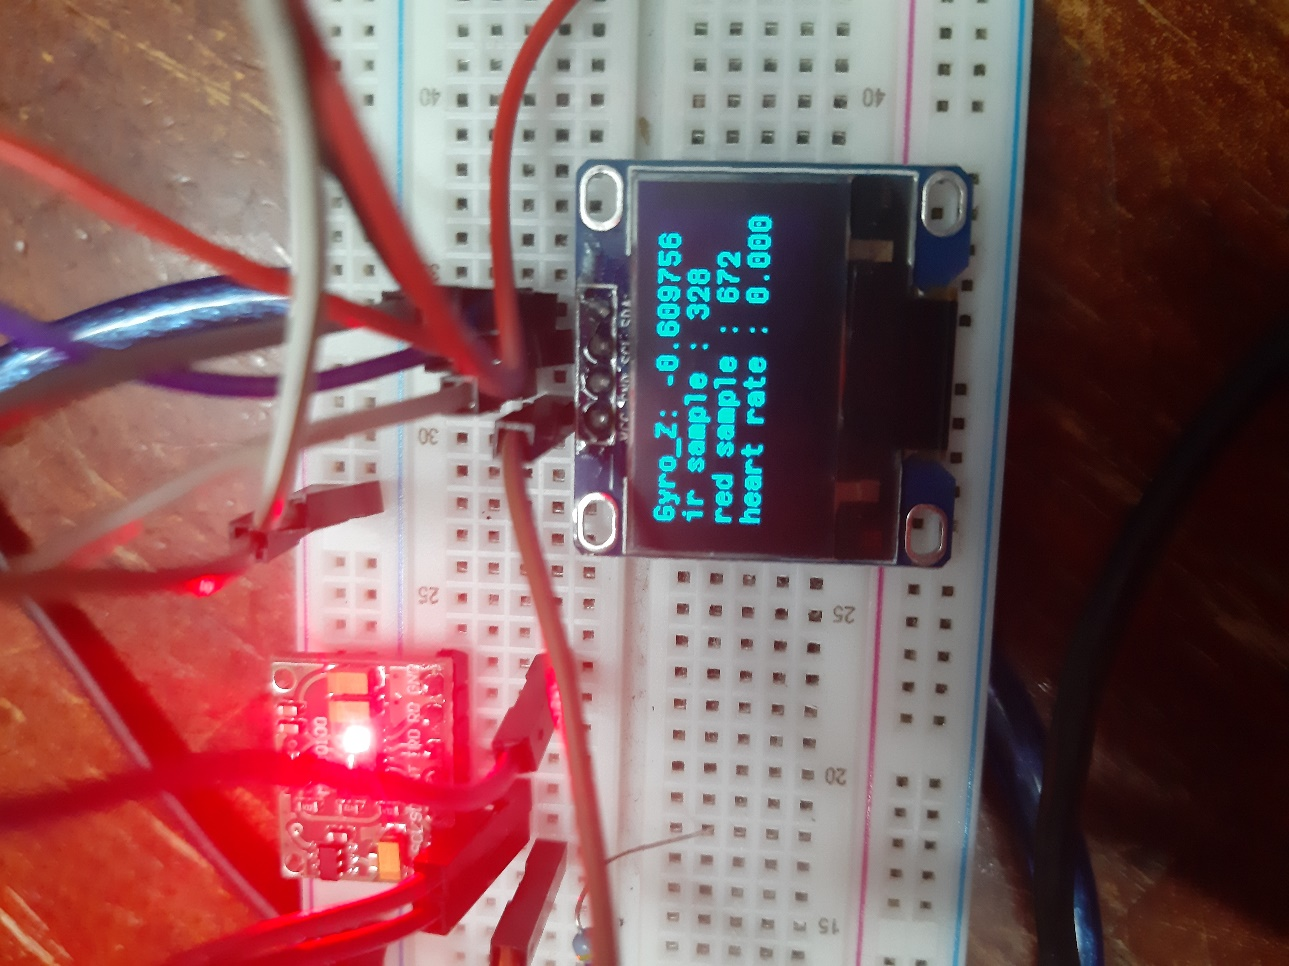 Gyro_Z: -0.609756
ir sample : 328
red sample : 672
heart rate : 0.000
40
40
30
25
25
20
15